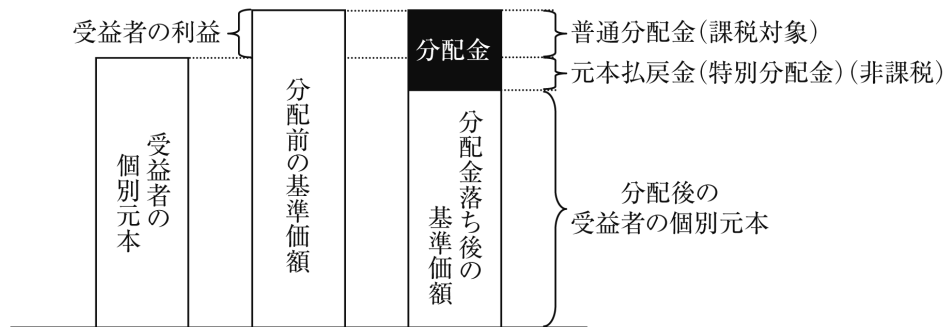 受益者の利益
受益者の
個別元本
分配前の基準価額
分配金
分配金落ち後の
基準価額
普通分配金(課税対象)
元本払戻金(特別分配金)(非課税)
分配後の
受益者の個別元本